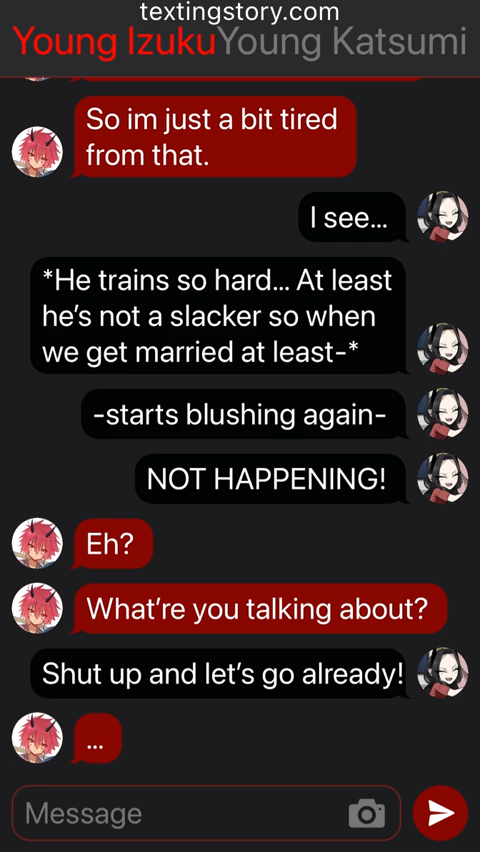 textingstory.com
Young Izuku Young Katsumi
So im just a bit tired
from that.
I see...
*He trains so hard... At least
he's not a slacker so when
we get married at least-*
-starts blushing again-
NOT HAPPENING!
Eh?
What're you talking about?
Shut up and let's go already!
...
Message